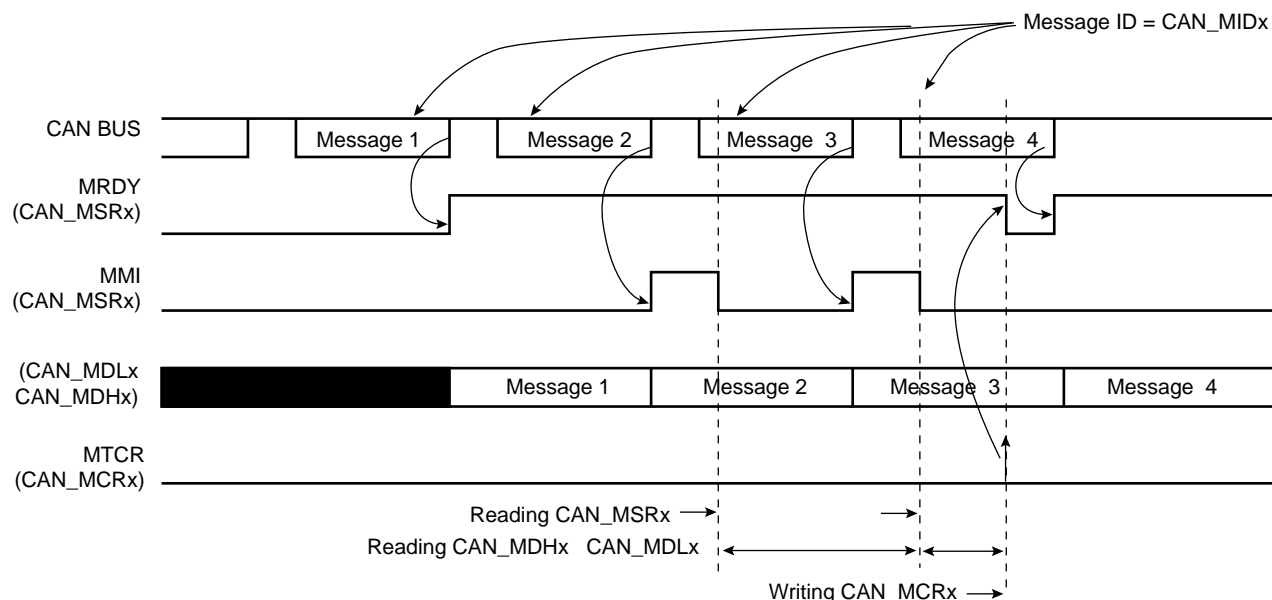 Message ID = CAN_MIDx
CAN BUS
Message 1
Message 2
Message 3
Message 4
MRDY
(CAN_MSRx)
MMI
(CAN_MSRx)
(CAN_MDLx
CAN_MDHx)
Message 1
Message 2
Message 3
Message 4
MTCR
(CAN_MCRx)
Reading CAN_MSRx
Reading CAN_MDHx CAN_MDLx
Writing CAN_MCRx